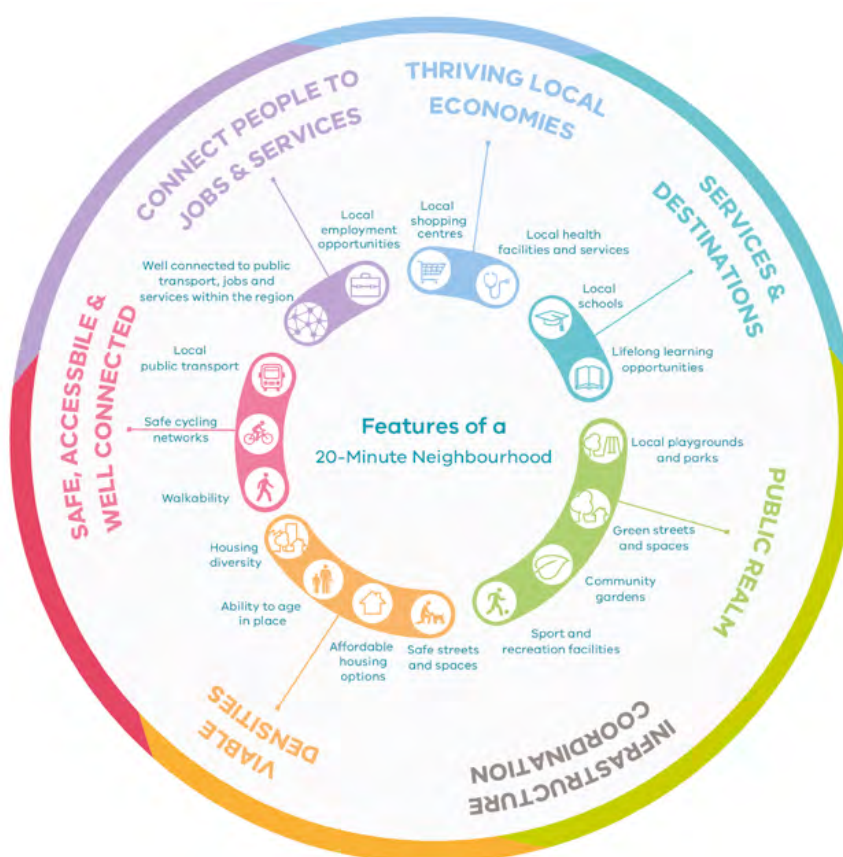 CONNECT PEOPLE TO
JOBS & SERVICES
THRIVING LOCAL
ECONOMIES
SERVICES &
DESTINATIONS
PUBLIC REALM
INFRASTRUCTURE
COORDINATION
VIABLE
DENSITIES
SAFE, ACCESSBILE &
WELL CONNECTED
Local
employment
opportunities
Well connected to public
transport, jobs and
services within the region
Local
shopping
centres
Local health
facilities and services
Local
schools
Lifelong learning
opportunities
Local playgrounds
and parks
Green streets
and spaces
Community
gardens
Sport and
recreation facilities
Safe streets
and spaces
Affordable
housing
options
Ability to age
in place
Housing
diversity
Walkability
Safe cycling
networks
Local
public transport
Features of a
20-Minute Neighbourhood